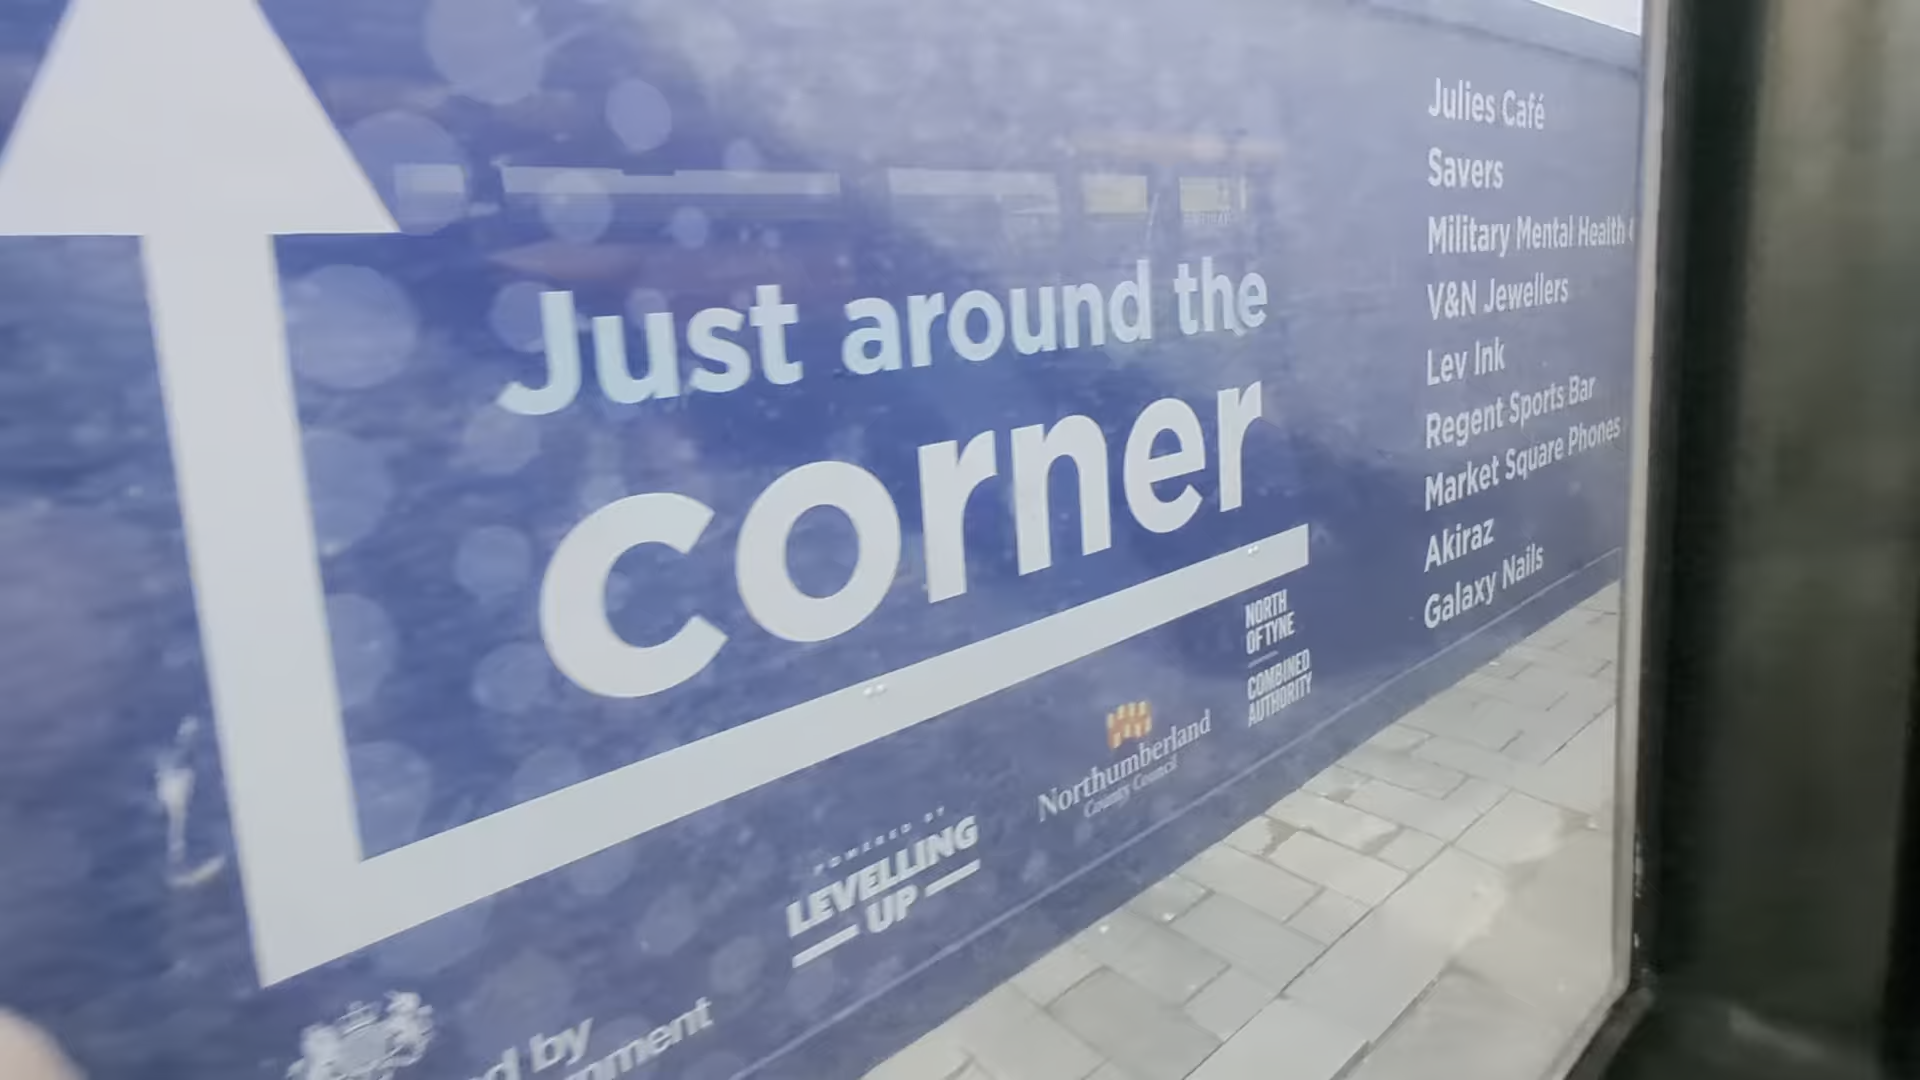 Just around the
corner
Julies Café
Savers
Military Mental Health
V&N Jewellers
Lev Ink
Regent Sports Bar
Market Square Phones
Akiraz
Galaxy Nails
NORTH
OF TYNE
COMBINED
AUTHORITY
Northumberland
County Council
POWERED BY
LEVELLING
UP
by